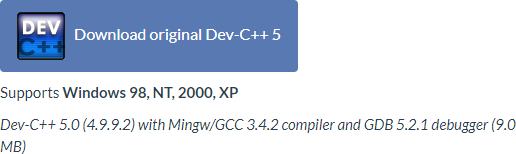 DEV
C++
Download original Dev-C++ 5
Supports Windows 98, NT, 2000, XP
Dev-C++ 5.0 (4.9.9.2) with Mingw/GCC 3.4.2 compiler and GDB 5.2.1 debugger (9.0
MB)